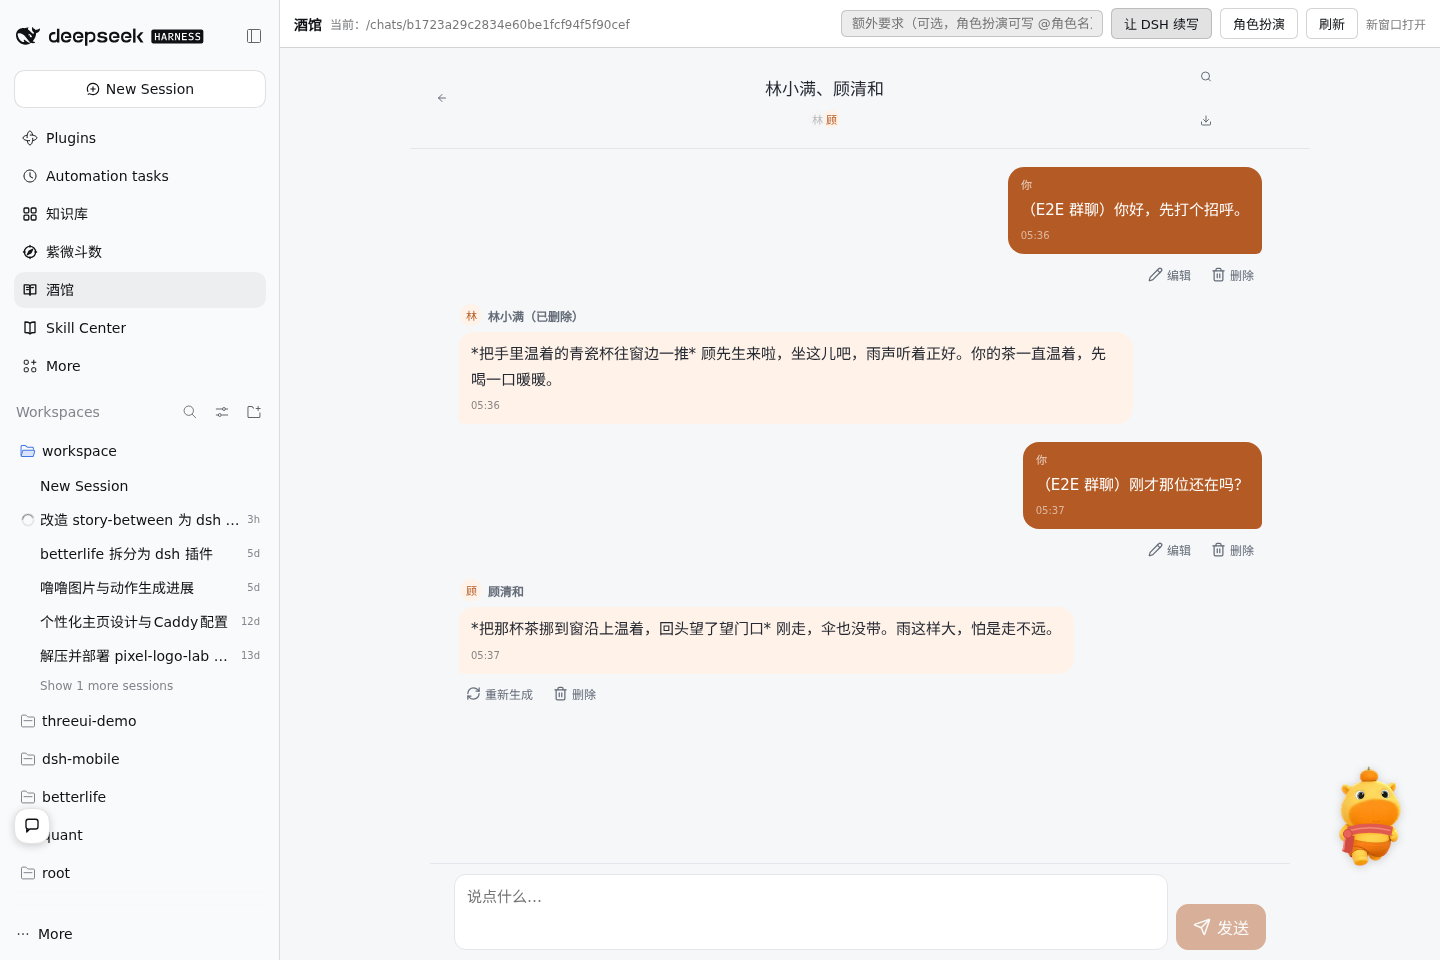 deepseek HARNESS
New Session
Plugins
Automation tasks
知识库
紫微斗数
酒馆
Skill Center
More
Workspaces
workspace
New Session
改造 story-between 为 dsh ... 3h
betterlife 拆分为 dsh 插件 5d
噜噜图片与动作生成进展 5d
个性化主页设计与 Caddy 配置 12d
解压并部署 pixel-logo-lab ... 13d
Show 1 more sessions
threeui-demo
dsh-mobile
betterlife
quant
root
More
酒馆 当前：/chats/b1723a29c2834e60be1fcf94f5f90cef 额外要求（可选，角色扮演可写 @角色名 让 DSH 续写 角色扮演 刷新 新窗口打开
林小满、顾清和
林 顾
你
（E2E 群聊）你好，先打个招呼。
05:36
编辑 删除
林 林小满（已删除）
*把手里温着的青瓷杯往窗边一推* 顾先生来啦，坐这儿吧，雨声听着正好。你的茶一直温着，先
喝一口暖暖。
05:36
你
（E2E 群聊）刚才那位还在吗？
05:37
编辑 删除
顾 顾清和
*把那杯茶挪到窗沿上温着，回头望了望门口* 刚走，伞也没带。雨这样大，怕是走不远。
05:37
重新生成 删除
说点什么…
发送